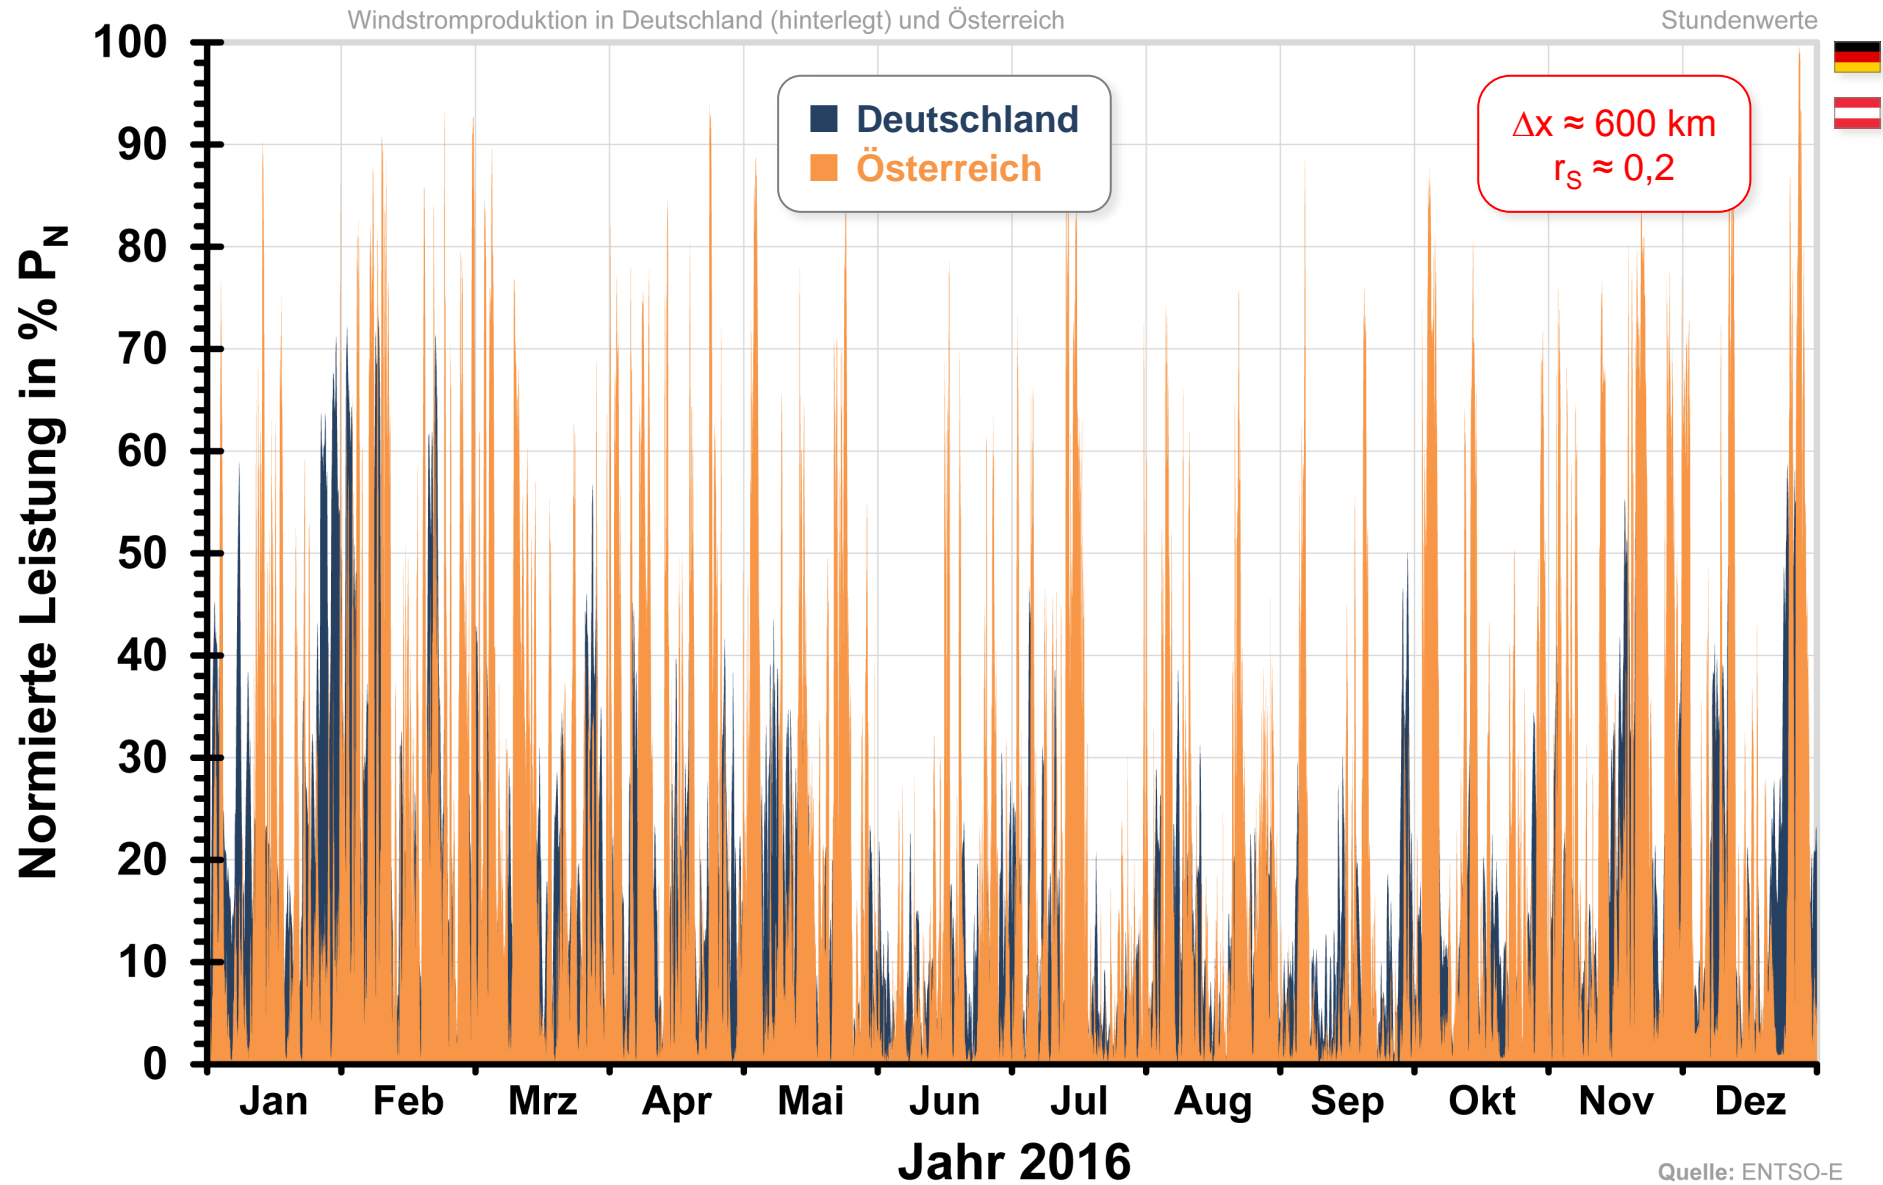 Windstromproduktion in Deutschland (hinterlegt) und Österreich
Stundenwerte
Normierte Leistung in % PN
100
90
80
70
60
50
40
30
20
10
0
Deutschland
Österreich
Δx ≈ 600 km
rS ≈ 0,2
Jan Feb Mrz Apr Mai Jun Jul Aug Sep Okt Nov Dez
Jahr 2016
Quelle: ENTSO-E